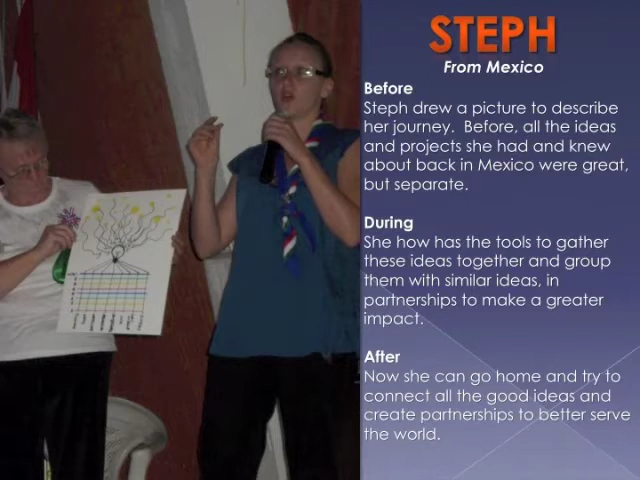 STEPH
From Mexico
Before
Steph drew a picture to describe
her journey.  Before, all the ideas
and projects she had and knew
about back in Mexico were great,
but separate.
During
She how has the tools to gather
these ideas together and group
them with similar ideas, in
partnerships to make a greater
impact.
After
Now she can go home and try to
connect all the good ideas and
create partnerships to better serve
the world.